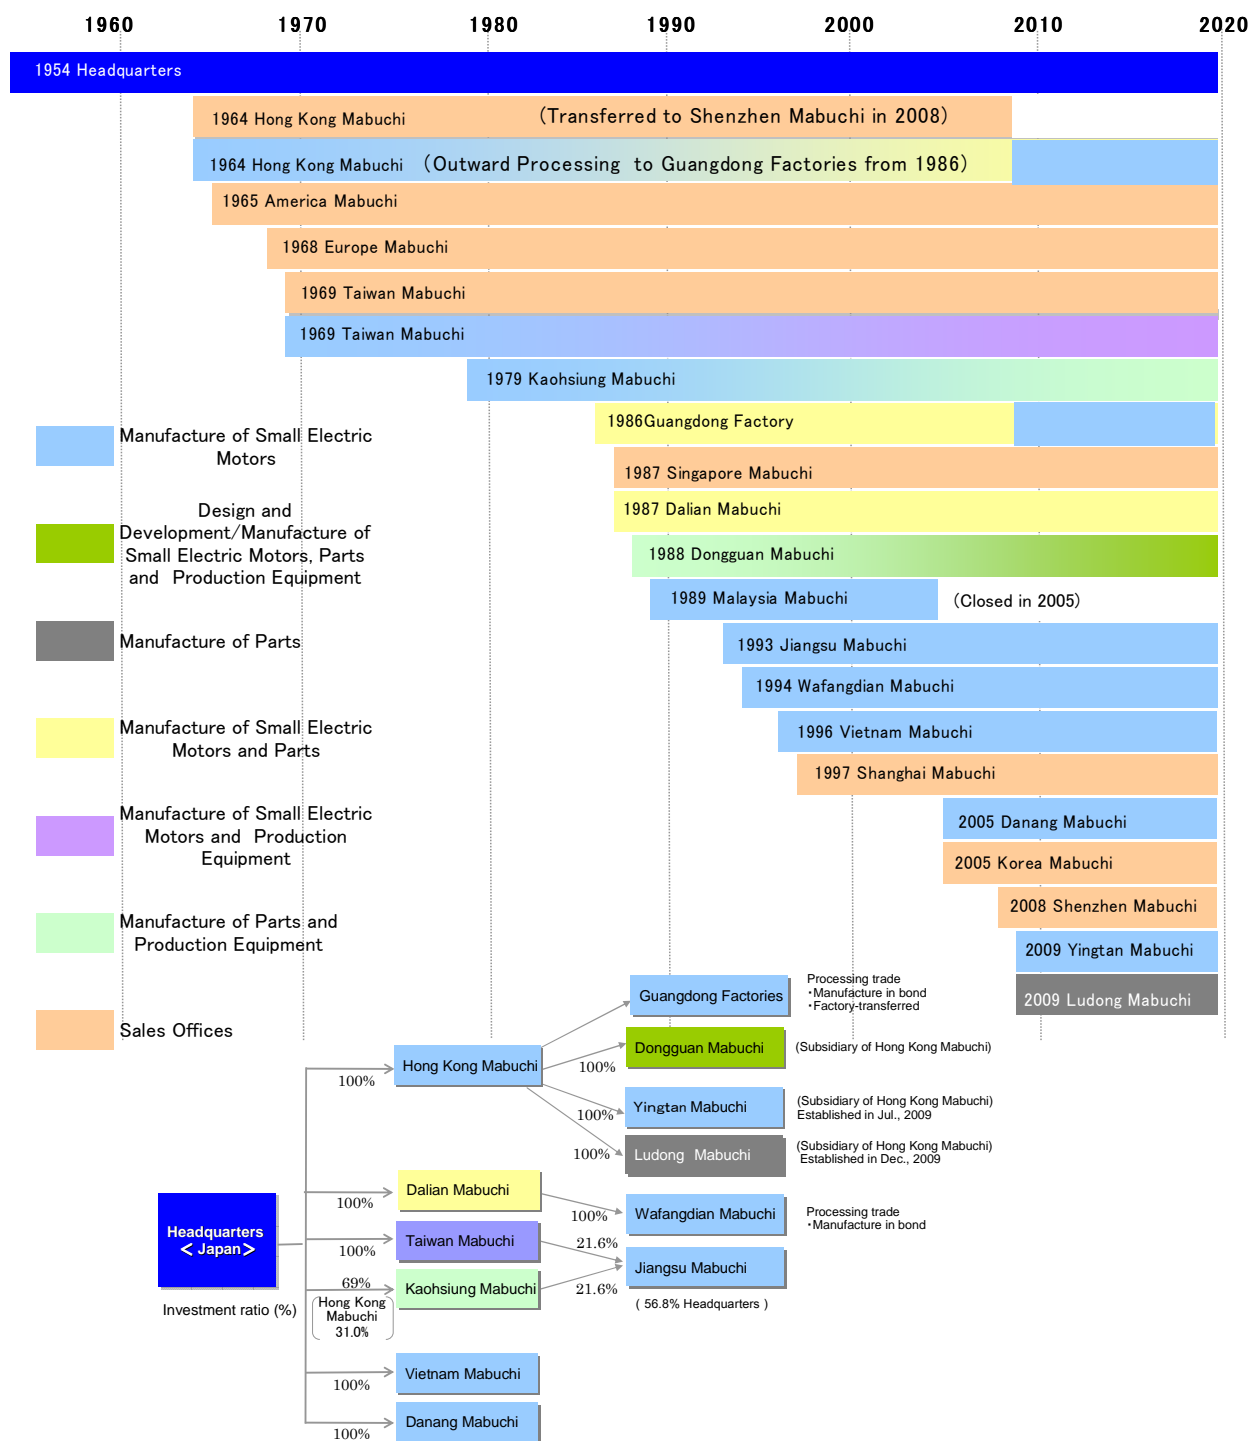 1960 1970 1980 1990 2000 2010 2020
1954 Headquarters
1964 Hong Kong Mabuchi (Transferred to Shenzhen Mabuchi in 2008)
1964 Hong Kong Mabuchi (Outward Processing to Guangdong Factories from 1986)
1965 America Mabuchi
1968 Europe Mabuchi
1969 Taiwan Mabuchi
1969 Taiwan Mabuchi
1979 Kaohsiung Mabuchi
1986Guangdong Factory
1987 Singapore Mabuchi
1987 Dalian Mabuchi
1988 Dongguan Mabuchi
1989 Malaysia Mabuchi (Closed in 2005)
1993 Jiangsu Mabuchi
1994 Wafangdian Mabuchi
1996 Vietnam Mabuchi
1997 Shanghai Mabuchi
2005 Danang Mabuchi
2005 Korea Mabuchi
2008 Shenzhen Mabuchi
2009 Yingtan Mabuchi
2009 Ludong Mabuchi
Manufacture of Small Electric
Motors
Design and
Development/Manufacture of
Small Electric Motors, Parts
and Production Equipment
Manufacture of Parts
Manufacture of Small Electric
Motors and Parts
Manufacture of Small Electric
Motors and Production
Equipment
Manufacture of Parts and
Production Equipment
Sales Offices
Headquarters
< Japan >
Investment ratio (%)
100%
Hong Kong Mabuchi
Guangdong Factories
Processing trade
・Manufacture in bond
・Factory-transferred
100%
Dongguan Mabuchi
(Subsidiary of Hong Kong Mabuchi)
100%
Yingtan Mabuchi
(Subsidiary of Hong Kong Mabuchi)
Established in Jul., 2009
100%
Ludong Mabuchi
(Subsidiary of Hong Kong Mabuchi)
Established in Dec., 2009
100%
Dalian Mabuchi
100%
Wafangdian Mabuchi
Processing trade
・Manufacture in bond
100%
Taiwan Mabuchi
21.6%
Jiangsu Mabuchi
( 56.8% Headquarters )
69%
Hong Kong
Mabuchi
31.0%
Kaohsiung Mabuchi
21.6%
100%
Vietnam Mabuchi
100%
Danang Mabuchi